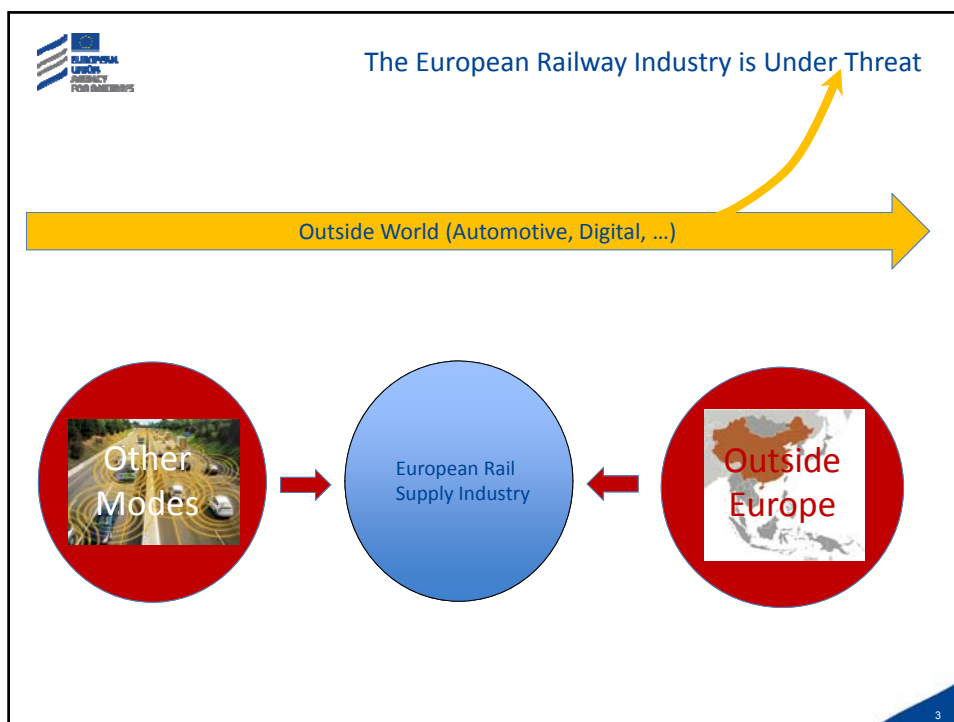 EUROPEAN
UNION
AGENCY
FOR RAILWAYS
The European Railway Industry is Under Threat
Outside World (Automotive, Digital, …)
Other
Modes
European Rail
Supply Industry
Outside
Europe
3